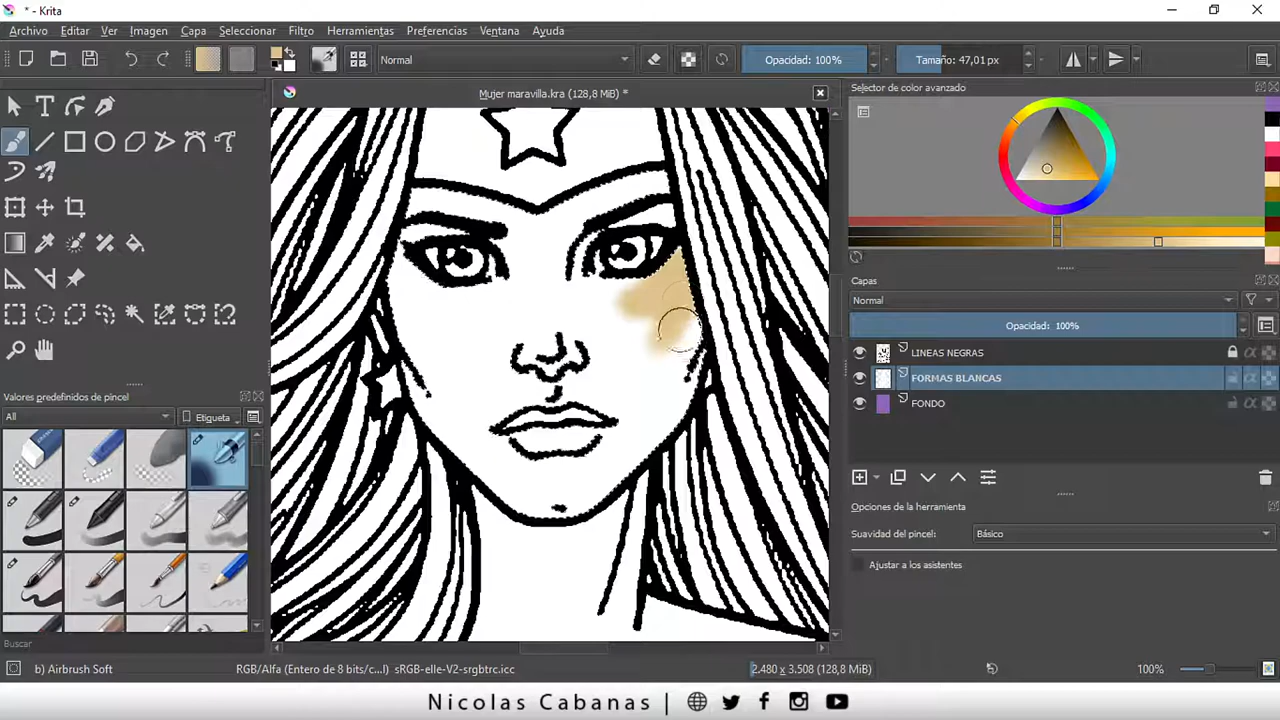 * - Krita
Archivo Editar Ver Imagen Capa Seleccionar Filtro Herramientas Preferencias Ventana Ayuda
Normal Opacidad: 100% Tamaño: 47,01 px
Mujer maravilla.kra (128,8 MiB) *
Selector de color avanzado
Capas
Normal
Opacidad: 100%
LINEAS NEGRAS
FORMAS BLANCAS
FONDO
Opciones de la herramienta
Suavidad del pincel: Básico
Ajustar a los asistentes
Valores predefinidos de pincel
All Etiqueta
Buscar
b) Airbrush Soft RGB/Alfa (Entero de 8 bits/c...l) sRGB-elle-V2-srgbtrc.icc 2.480 x 3.508 (128,8 MiB) 100%
Nicolas Cabanas |